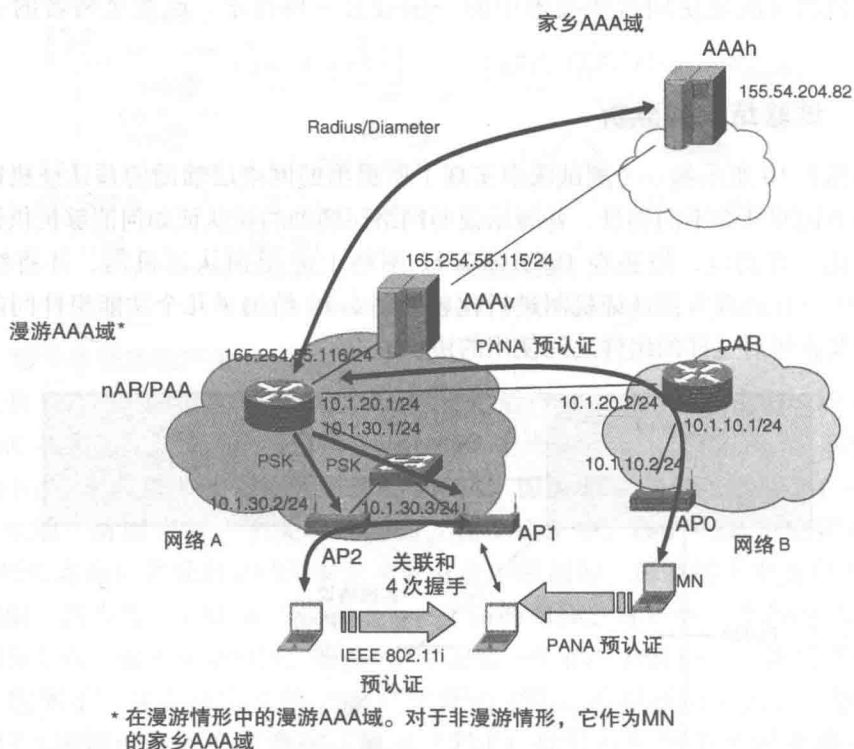 家乡AAA域
AAAh
155.54.204.82
Radius/Diameter
165.254.55.115/24
AAAv
漫游AAA域*
165.254.55.116/24
PANA 预认证
pAR
nAR/PAA
10.1.20.1/24
10.1.20.2/24
10.1.30.1/24
10.1.10.1/24
PSK
PSK
10.1.10.2/24
10.1.30.2/24
10.1.30.3/24
AP0
网络 A
AP2
AP1
网络 B
关联和
4 次握手
MN
IEEE 802.11i
预认证
PANA 预认证
* 在漫游情形中的漫游AAA域。对于非漫游情形，它作为MN
的家乡AAA域